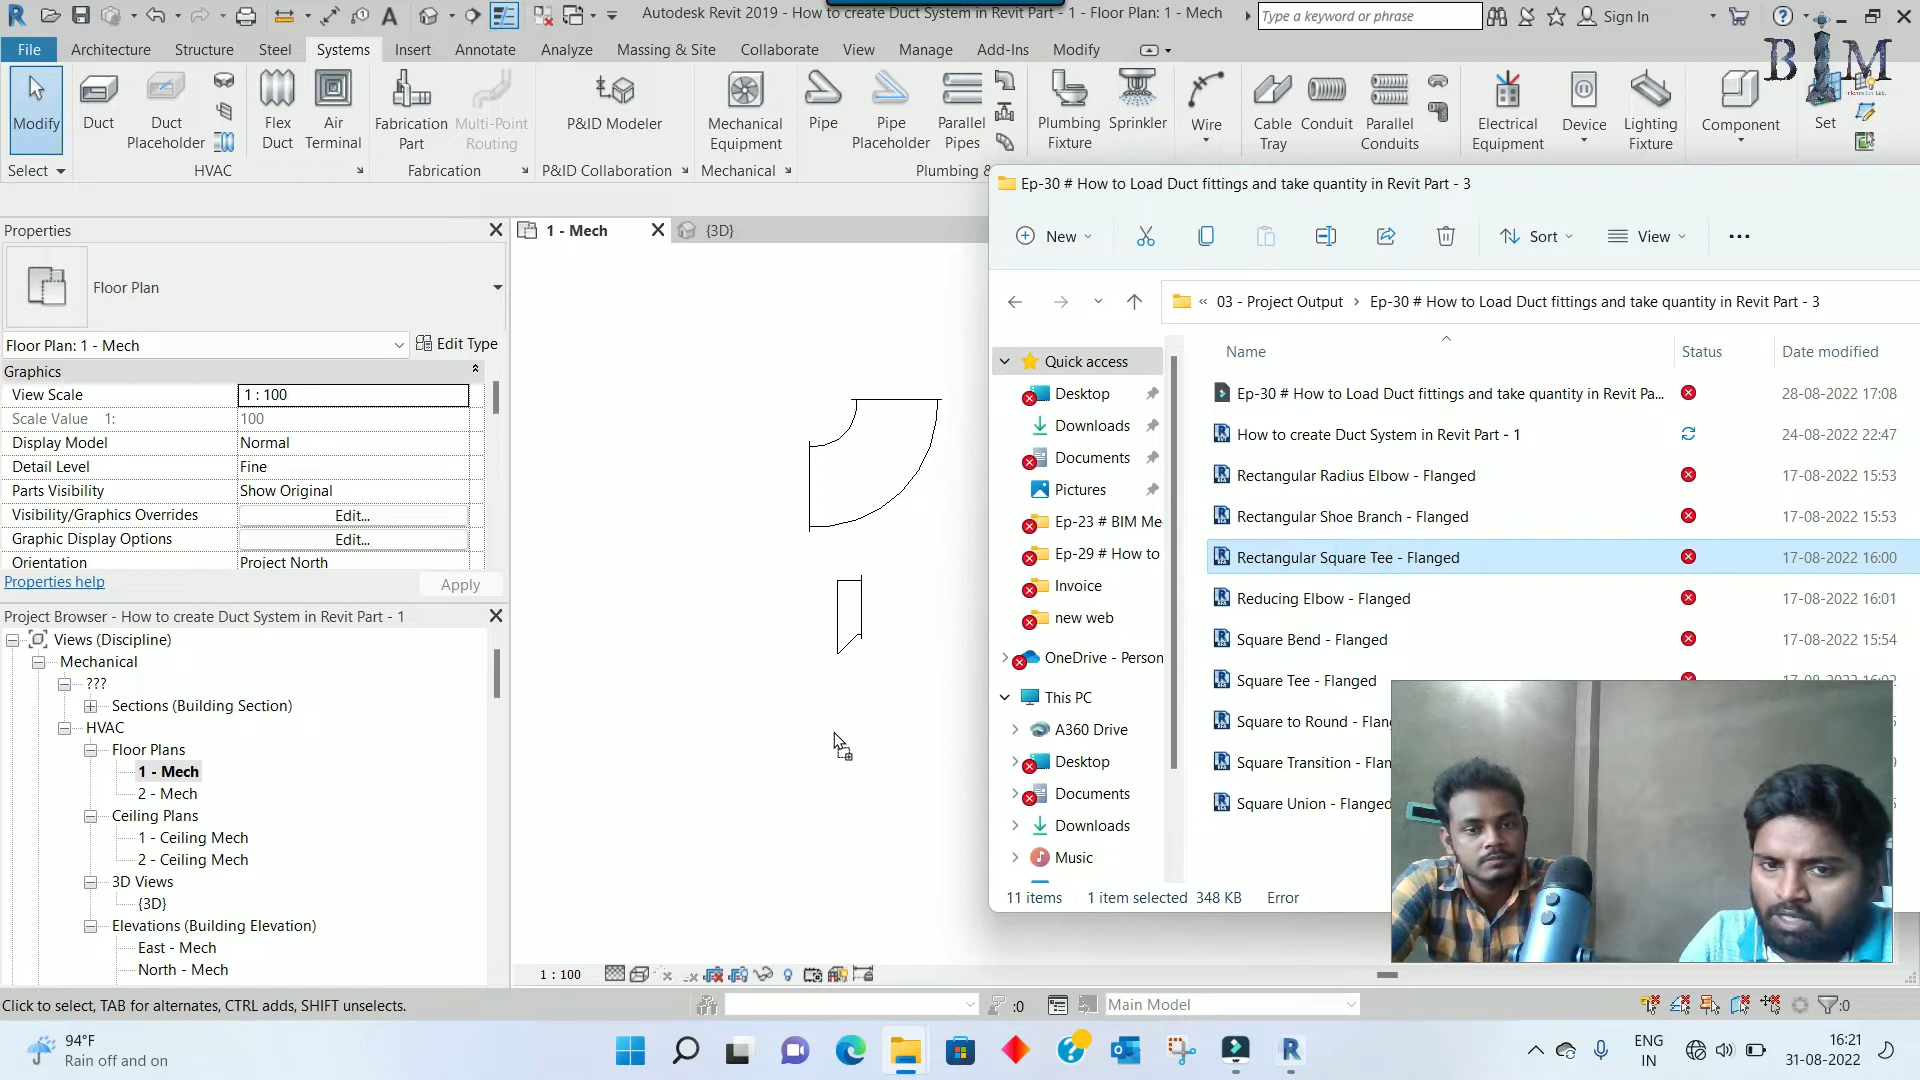 Autodesk Revit 2019 - How to create Duct System in Revit Part - 1 - Floor Plan: 1 - Mech
Type a keyword or phrase
Sign In
File Architecture Structure Steel Systems Insert Annotate Analyze Massing & Site Collaborate View Manage Add-Ins Modify
BIM
Modify
Duct
Duct Placeholder
Flex Duct
Air Terminal
Fabrication Part
Multi-Point Routing
P&ID Modeler
Mechanical Equipment
Pipe
Pipe Placeholder
Parallel Pipes
Plumbing Fixture
Sprinkler
Wire
Cable Tray
Conduit
Parallel Conduits
Electrical Equipment
Device
Lighting Fixture
Component
Set
Select HVAC Fabrication P&ID Collaboration Mechanical Plumbing &
Properties
Floor Plan
Floor Plan: 1 - Mech
Edit Type
Graphics
View Scale 1 : 100
Scale Value 1: 100
Display Model Normal
Detail Level Fine
Parts Visibility Show Original
Visibility/Graphics Overrides Edit...
Graphic Display Options Edit...
Orientation Project North
Properties help
Apply
Project Browser - How to create Duct System in Revit Part - 1
Views (Discipline)
Mechanical
???
Sections (Building Section)
HVAC
Floor Plans
1 - Mech
2 - Mech
Ceiling Plans
1 - Ceiling Mech
2 - Ceiling Mech
3D Views
{3D}
Elevations (Building Elevation)
East - Mech
North - Mech
1 - Mech
{3D}
1 : 100
Ep-30 # How to Load Duct fittings and take quantity in Revit Part - 3
New
Sort
View
« 03 - Project Output › Ep-30 # How to Load Duct fittings and take quantity in Revit Part - 3
Quick access
Desktop
Downloads
Documents
Pictures
Ep-23 # BIM Me
Ep-29 # How to
Invoice
new web
OneDrive - Person
This PC
A360 Drive
Desktop
Documents
Downloads
Music
Name Status Date modified
Ep-30 # How to Load Duct fittings and take quantity in Revit Pa... 28-08-2022 17:08
How to create Duct System in Revit Part - 1 24-08-2022 22:47
Rectangular Radius Elbow - Flanged 17-08-2022 15:53
Rectangular Shoe Branch - Flanged 17-08-2022 15:53
Rectangular Square Tee - Flanged 17-08-2022 16:00
Reducing Elbow - Flanged 17-08-2022 16:01
Square Bend - Flanged 17-08-2022 15:54
Square Tee - Flanged
Square to Round - Flan
Square Transition - Flan
Square Union - Flanged
11 items 1 item selected 348 KB Error
Click to select, TAB for alternates, CTRL adds, SHIFT unselects.
:0
Main Model
:0
94°F
Rain off and on
ENG
IN
16:21
31-08-2022